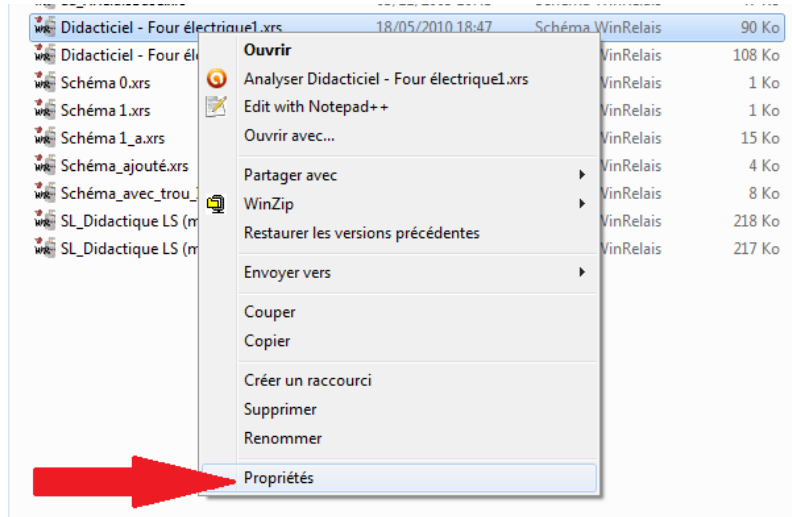 Didacticiel - Four électrique1.xrs 18/05/2010 18:47 Schéma WinRelais 90 Ko
Didacticiel - Four éle WinRelais 108 Ko
Schéma 0.xrs WinRelais 1 Ko
Schéma 1.xrs WinRelais 1 Ko
Schéma 1_a.xrs WinRelais 15 Ko
Schéma_ajouté.xrs WinRelais 4 Ko
Schéma_avec_trou_ WinRelais 8 Ko
SL_Didactique LS (m WinRelais 218 Ko
SL_Didactique LS (m WinRelais 217 Ko
Ouvrir
Analyser Didacticiel - Four électrique1.xrs
Edit with Notepad++
Ouvrir avec...
Partager avec
WinZip
Restaurer les versions précédentes
Envoyer vers
Couper
Copier
Créer un raccourci
Supprimer
Renommer
Propriétés